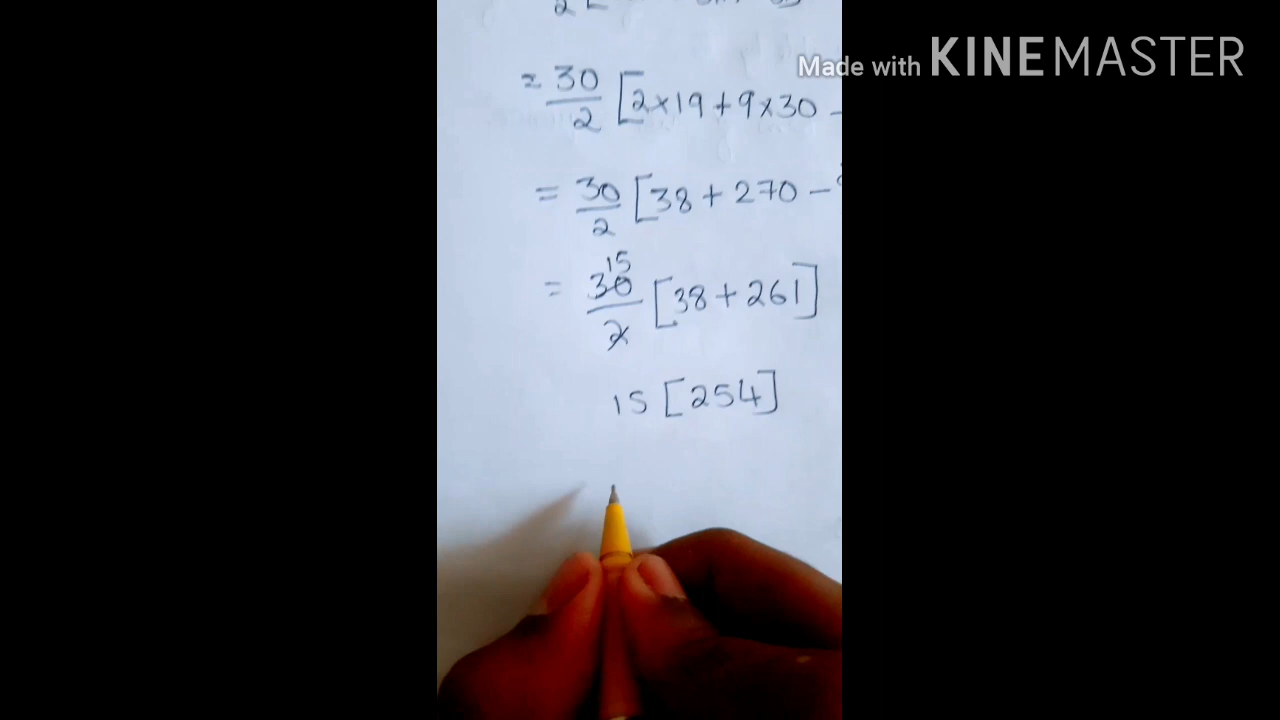 Made with KINEMASTER
≈ 30/2 [2×19+9×30 -
= 30/2 [38+270-
= 30/2 15 [38+261]
15 [254]